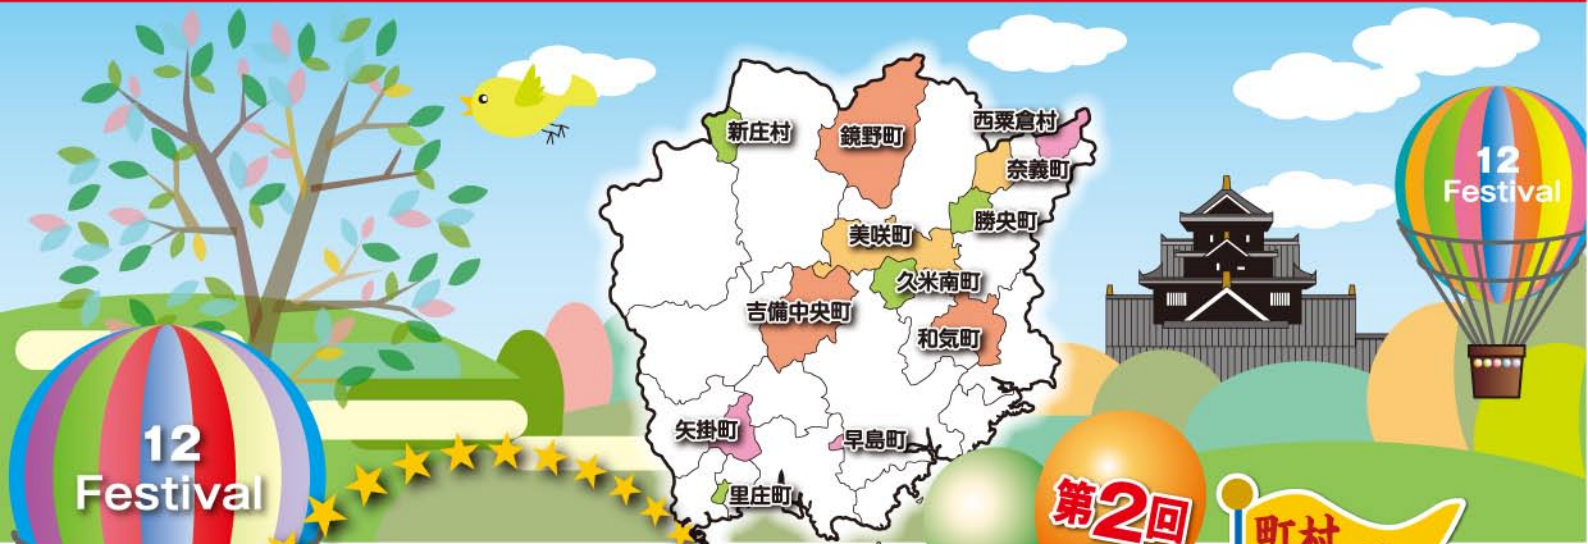 新庄村
鏡野町
西粟倉村
奈義町
勝央町
美咲町
久米南町
吉備中央町
和気町
矢掛町
早島町
里庄町
12
Festival
12
Festival
第2回
町村